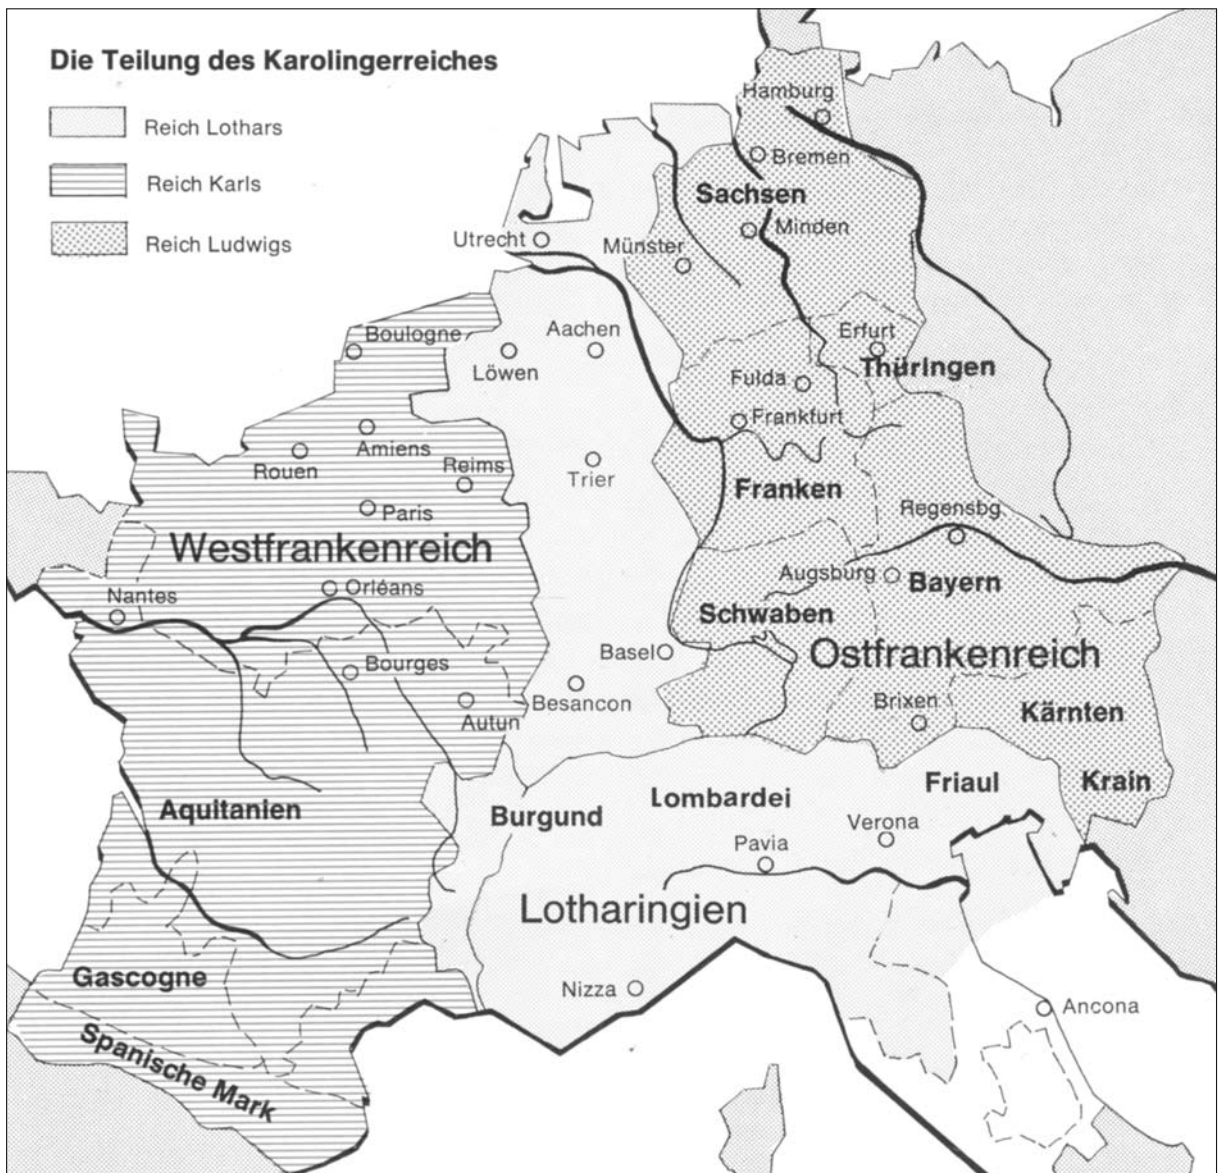 Die Teilung des Karolingerreiches
Reich Lothars
Reich Karls
Reich Ludwigs
Hamburg
Bremen
Sachsen
Minden
Utrecht
Münster
Boulogne
Aachen
Erfurt
Löwen
Thüringen
Fulda
Frankfurt
Amiens
Rouen
Reims
Trier
Franken
Paris
Regensbg
Westfrankenreich
Augsburg
Bayern
Orléans
Nantes
Schwaben
Basel
Ostfrankenreich
Bourges
Besancon
Brixen
Kärnten
Autun
Friaul
Krain
Lombardei
Aquitanien
Burgund
Verona
Pavia
Lotharingien
Gascogne
Nizza
Ancona
Spanische Mark